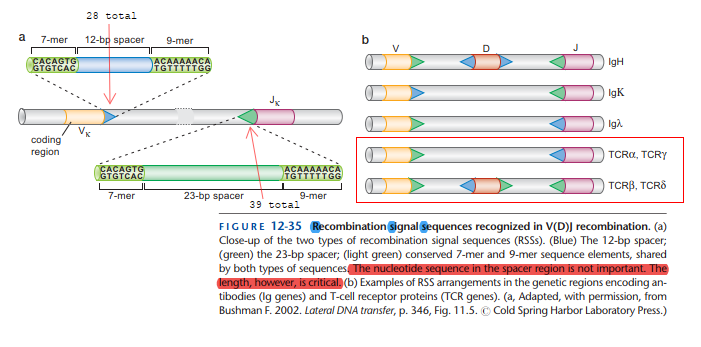 28 total
a
7-mer 12-bp spacer 9-mer
CACAGTG ACAAAAACA
GTGTCAC TGTTTTTGG
Vκ
Jκ
coding
region
CACAGTG ACAAAAACA
GTGTCAC TGTTTTTGG
7-mer 23-bp spacer 9-mer
39 total
b
V D J
IgH
IgK
Igλ
TCRα, TCRγ
TCRβ, TCRδ
FIGURE 12-35 Recombination signal sequences recognized in V(D)J recombination. (a)
Close-up of the two types of recombination signal sequences (RSSs). (Blue) The 12-bp spacer;
(green) the 23-bp spacer; (light green) conserved 7-mer and 9-mer sequence elements, shared
by both types of sequences. The nucleotide sequence in the spacer region is not important. The
length, however, is critical. (b) Examples of RSS arrangements in the genetic regions encoding an-
tibodies (Ig genes) and T-cell receptor proteins (TCR genes). (a, Adapted, with permission, from
Bushman F. 2002. Lateral DNA transfer, p. 346, Fig. 11.5. © Cold Spring Harbor Laboratory Press.)